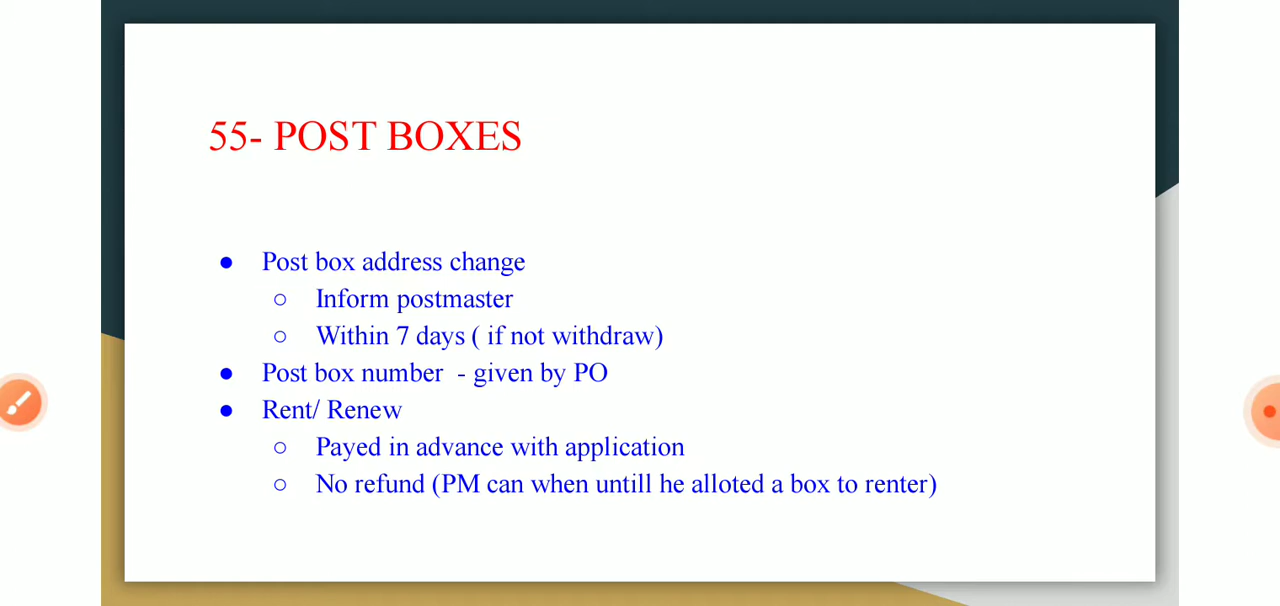 55- POST BOXES
● Post box address change
○ Inform postmaster
○ Within 7 days ( if not withdraw)
● Post box number - given by PO
● Rent/ Renew
○ Payed in advance with application
○ No refund (PM can when untill he alloted a box to renter)